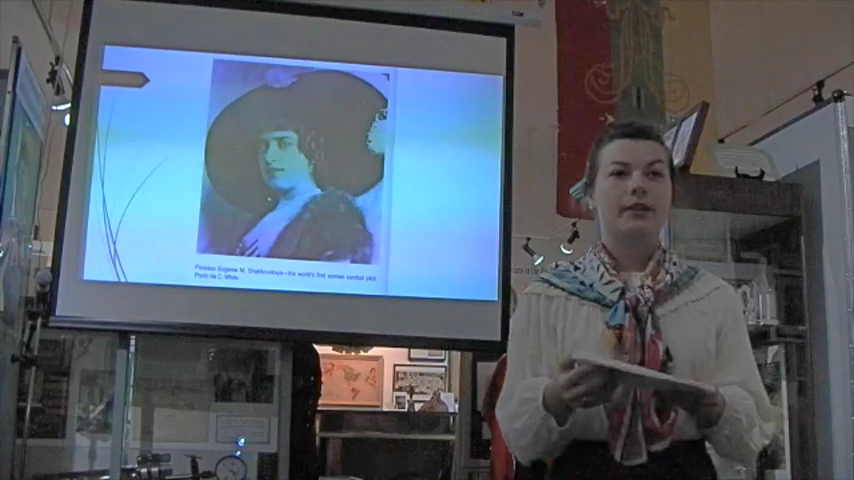 Princess Eugenie M. Shakhovskaya—the world's first woman combat pilot
Photo via C. White.